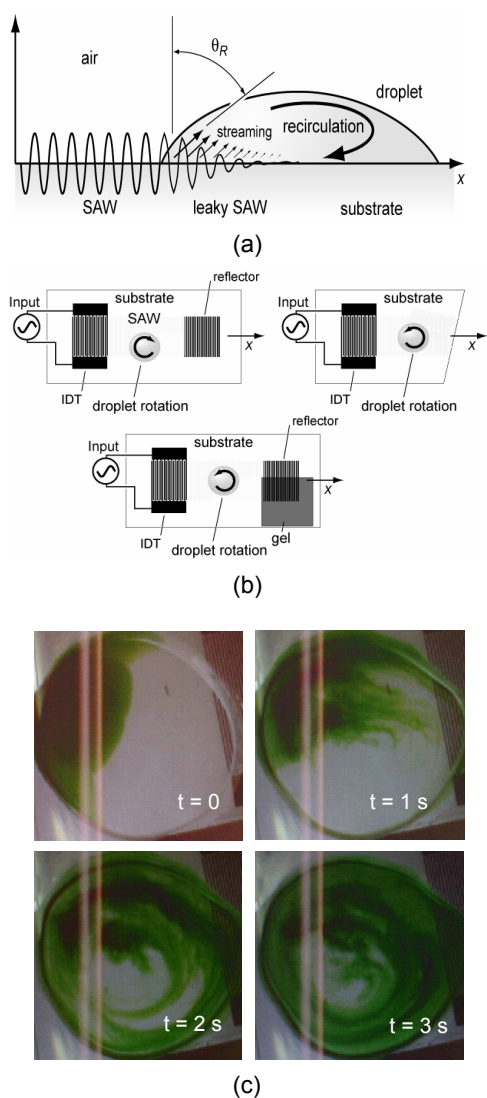 θR
air
droplet
streaming
recirculation
x
SAW
leaky SAW
substrate
(a)
reflector
Input
substrate
SAW
x
IDT
droplet rotation
Input
substrate
x
IDT
droplet rotation
reflector
Input
substrate
x
IDT
droplet rotation
gel
(b)
t = 0
t = 1 s
t = 2 s
t = 3 s
(c)